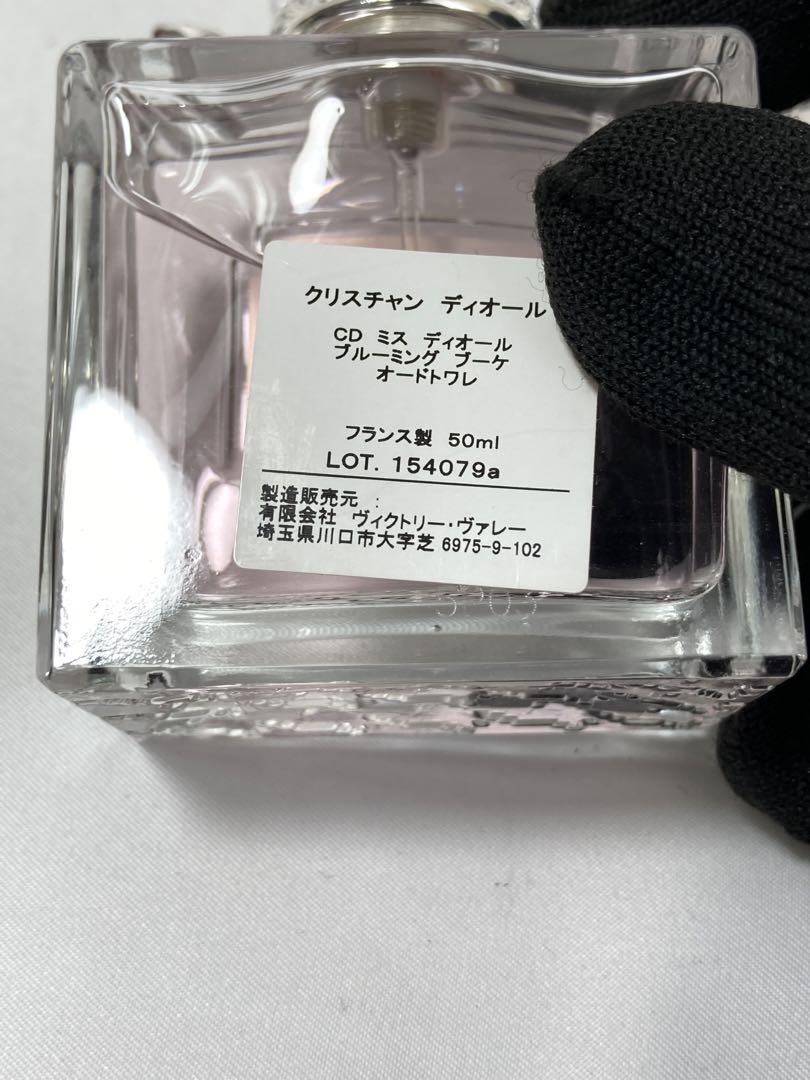 クリスチャン ディオール
CD ミス ディオール
ブルーミング ブーケ
オードトワレ
フランス製 50ml
LOT. 154079a
製造販売元 :
有限会社 ヴィクトリー・ヴァレー
埼玉県川口市大字芝 6975-9-102